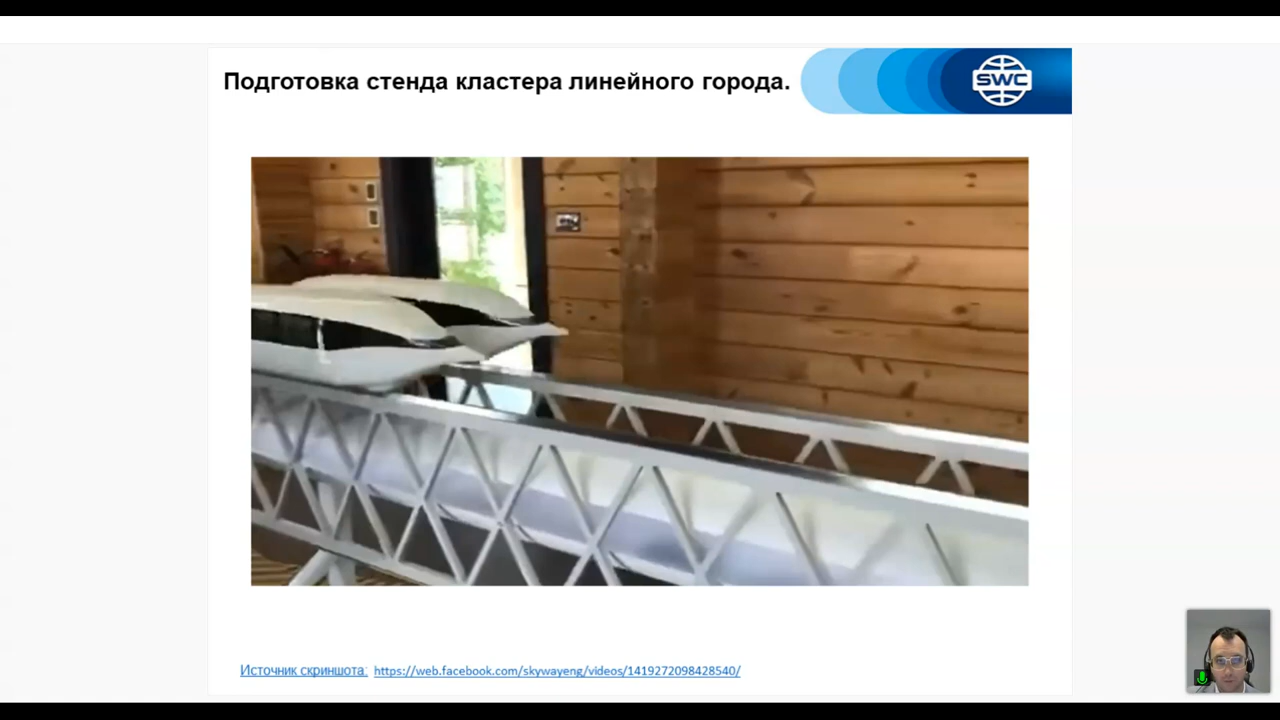 Подготовка стенда кластера линейного города.
SWC
Источник скриншота: https://web.facebook.com/skywayeng/videos/1419272098428540/